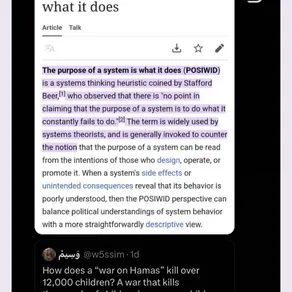 what it does
Article Talk
The purpose of a system is what it does (POSIWID)
is a systems thinking heuristic coined by Stafford
Beer,[1] who observed that there is "no point in
claiming that the purpose of a system is to do what it
constantly fails to do."[2] The term is widely used by
systems theorists, and is generally invoked to counter
the notion that the purpose of a system can be read
from the intentions of those who design, operate, or
promote it. When a system's side effects or
unintended consequences reveal that its behavior is
poorly understood, then the POSIWID perspective can
balance political understandings of system behavior
with a more straightforwardly descriptive view.
وَسِيمْ @w5ssim · 1d
How does a "war on Hamas" kill over
12,000 children? A war that kills